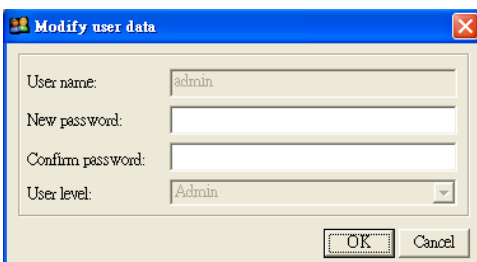 Modify user data
User name: admin
New password:
Confirm password:
User level: Admin
OK Cancel